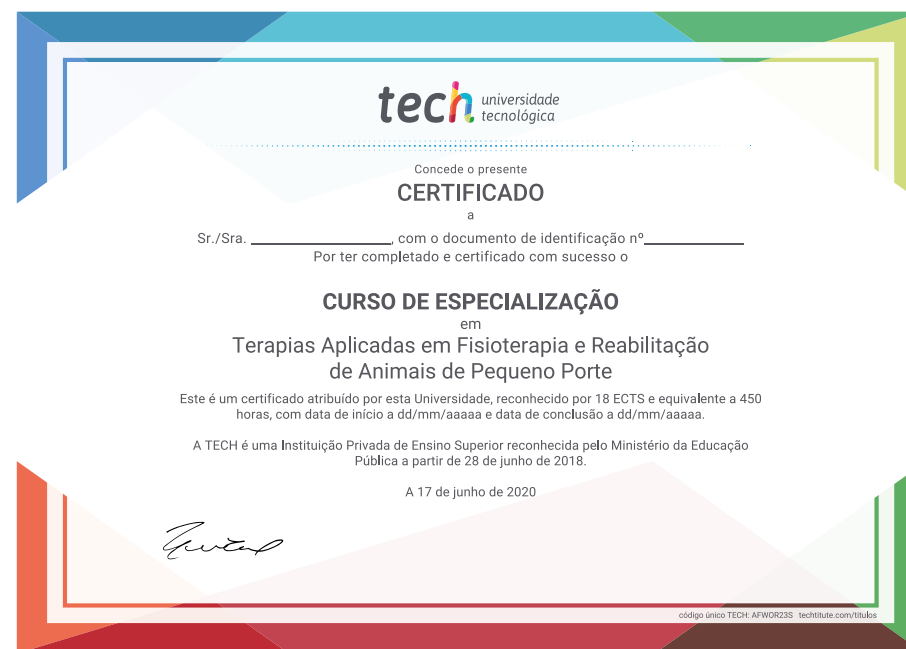 tech universidade
tecnológica
Concede o presente
CERTIFICADO
a
Sr./Sra. ____________________, com o documento de identificação nº______________
Por ter completado e certificado com sucesso o
CURSO DE ESPECIALIZAÇÃO
em
Terapias Aplicadas em Fisioterapia e Reabilitação
de Animais de Pequeno Porte
Este é um certificado atribuído por esta Universidade, reconhecido por 18 ECTS e equivalente a 450
horas, com data de início a dd/mm/aaaaa e data de conclusão a dd/mm/aaaaa.
A TECH é uma Instituição Privada de Ensino Superior reconhecida pelo Ministério da Educação
Pública a partir de 28 de junho de 2018.
A 17 de junho de 2020
código único TECH: AFWOR23S techtitute.com/titulos